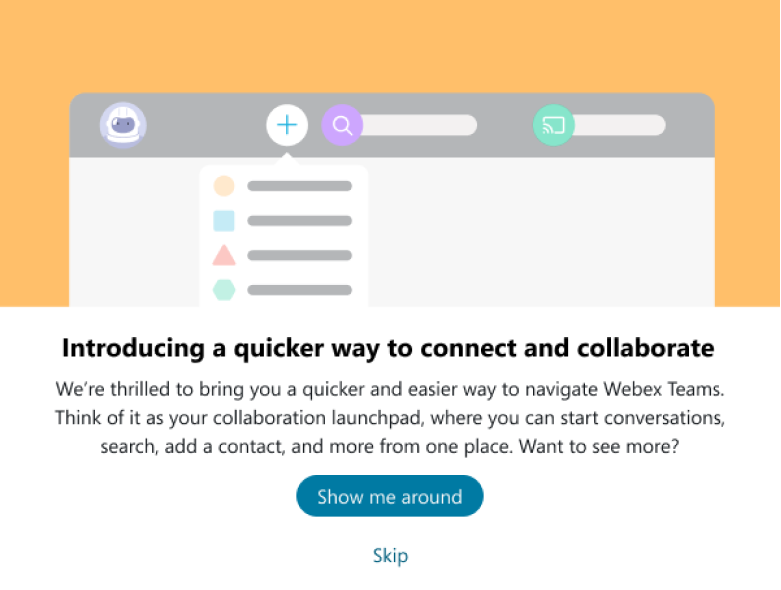 Introducing a quicker way to connect and collaborate
We're thrilled to bring you a quicker and easier way to navigate Webex Teams.
Think of it as your collaboration launchpad, where you can start conversations,
search, add a contact, and more from one place. Want to see more?
Show me around
Skip